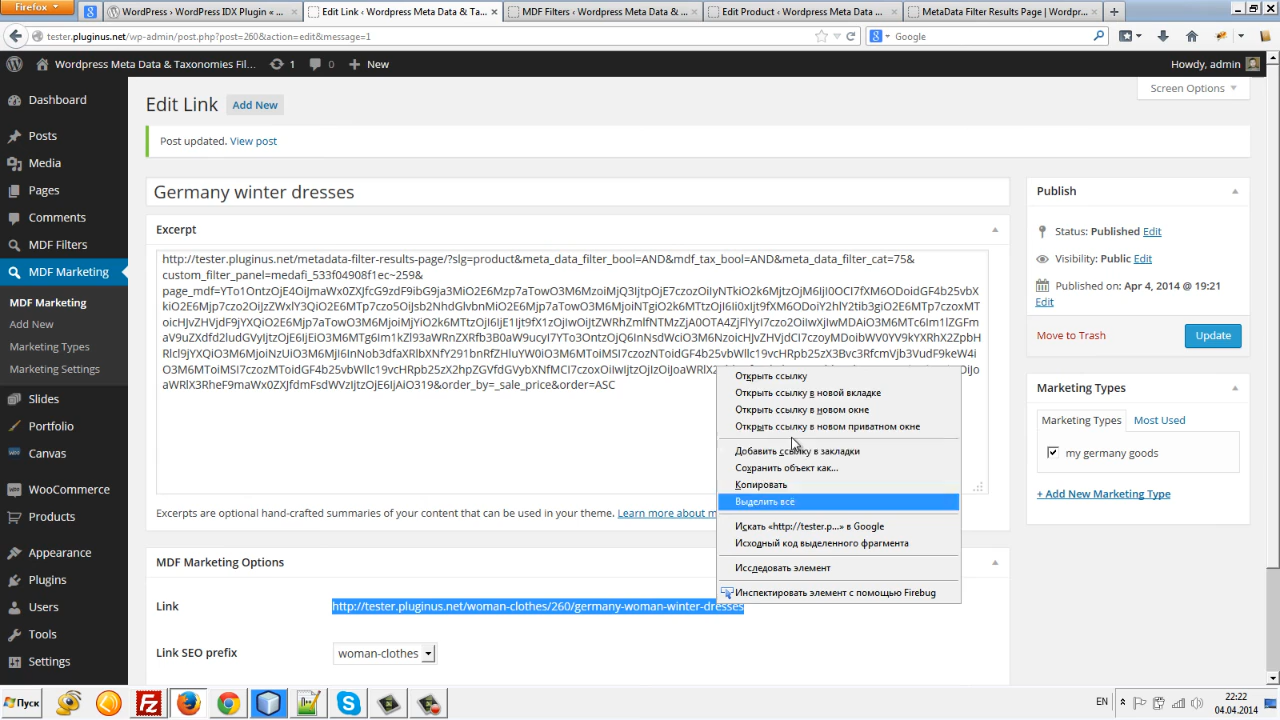 Firefox
WordPress › WordPress IDX Plugin «...
Edit Link ‹ Wordpress Meta Data & Ta...
MDF Filters ‹ Wordpress Meta Data & ...
Edit Product ‹ Wordpress Meta Data ...
MetaData Filter Results Page | Wordpr...
tester.pluginus.net/wp-admin/post.php?post=260&action=edit&message=1
Google
Wordpress Meta Data & Taxonomies Fil...
1
0
New
Howdy, admin
Dashboard
Posts
Media
Pages
Comments
MDF Filters
MDF Marketing
MDF Marketing
Add New
Marketing Types
Marketing Settings
Slides
Portfolio
Canvas
WooCommerce
Products
Appearance
Plugins
Users
Tools
Settings
Edit Link
Add New
Screen Options
Post updated. View post
Germany winter dresses
Excerpt
http://tester.pluginus.net/metadata-filter-results-page/?slg=product&meta_data_filter_bool=AND&mdf_tax_bool=AND&meta_data_filter_cat=75&
custom_filter_panel=medafi_533f04908f1ec~259&
Excerpts are optional hand-crafted summaries of your content that can be used in your theme. Learn more about m
MDF Marketing Options
Link
http://tester.pluginus.net/woman-clothes/260/germany-woman-winter-dresses
Link SEO prefix
woman-clothes
Открыть ссылку
Открыть ссылку в новой вкладке
Открыть ссылку в новом окне
Открыть ссылку в новом приватном окне
Добавить ссылку в закладки
Сохранить объект как...
Копировать
Выделить всё
Искать «http://tester.p...» в Google
Исходный код выделенного фрагмента
Исследовать элемент
Инспектировать элемент с помощью Firebug
Publish
Status: Published Edit
Visibility: Public Edit
Published on: Apr 4, 2014 @ 19:21
Edit
Move to Trash
Update
Marketing Types
Marketing Types
Most Used
my germany goods
+ Add New Marketing Type
Пуск
EN
22:22
04.04.2014